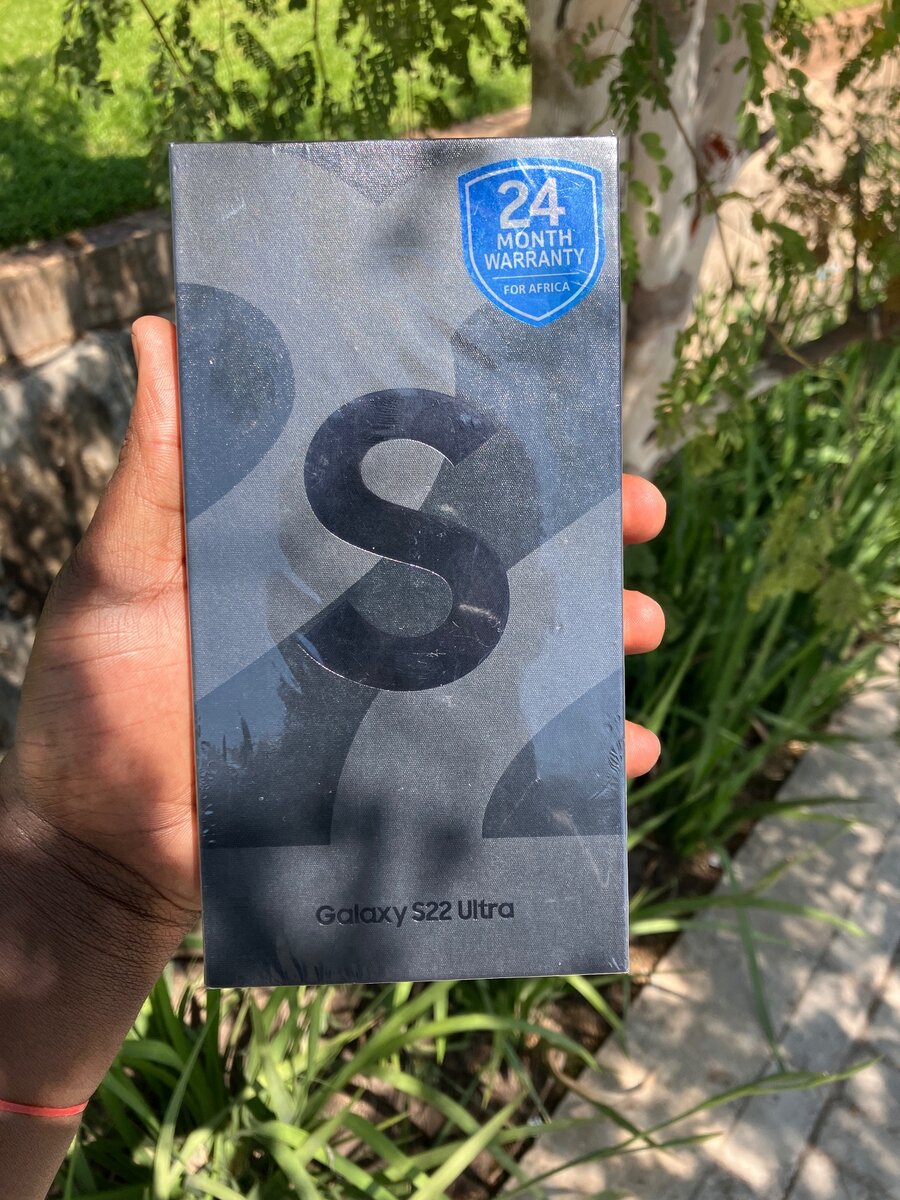 24
MONTH
WARRANTY
FOR AFRICA
S
Galaxy S22 Ultra